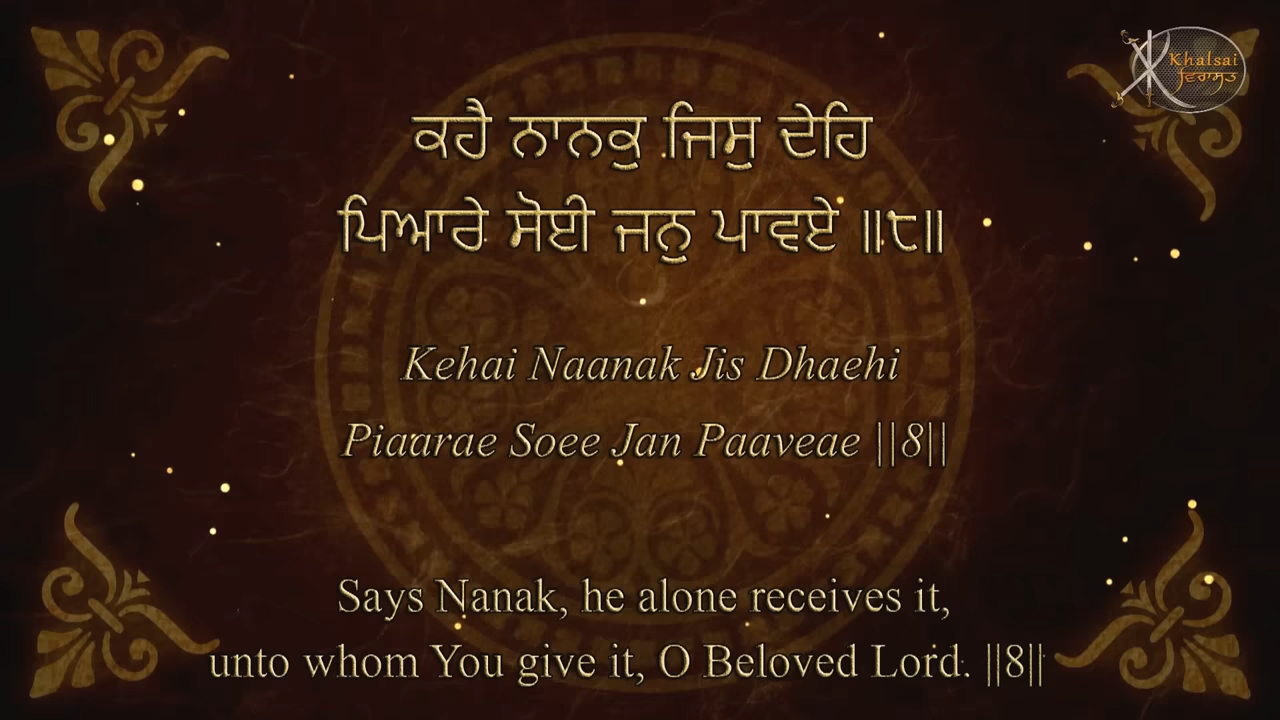 Khalsai
ਵਿਰਾਸਤ
ਕਹੈ ਨਾਨਕੁ ਜਿਸੁ ਦੇਹਿ
ਪਿਆਰੇ ਸੋਈ ਜਨੁ ਪਾਵਏ ॥੮॥
Kehai Naanak Jis Dhaehi
Piaarae Soee Jan Paaveae ||8||
Says Nanak, he alone receives it,
unto whom You give it, O Beloved Lord. ||8||